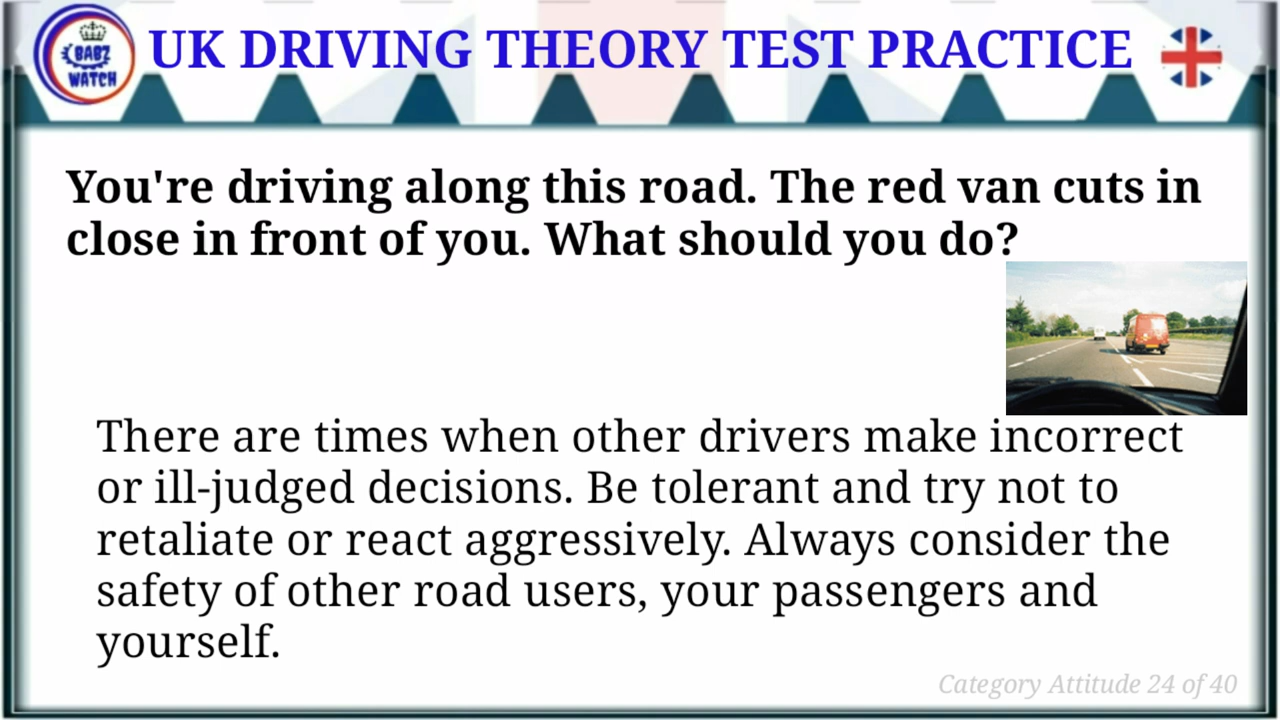 BABZ
WATCH
UK DRIVING THEORY TEST PRACTICE
You're driving along this road. The red van cuts in
close in front of you. What should you do?
There are times when other drivers make incorrect
or ill-judged decisions. Be tolerant and try not to
retaliate or react aggressively. Always consider the
safety of other road users, your passengers and
yourself.
Category Attitude 24 of 40